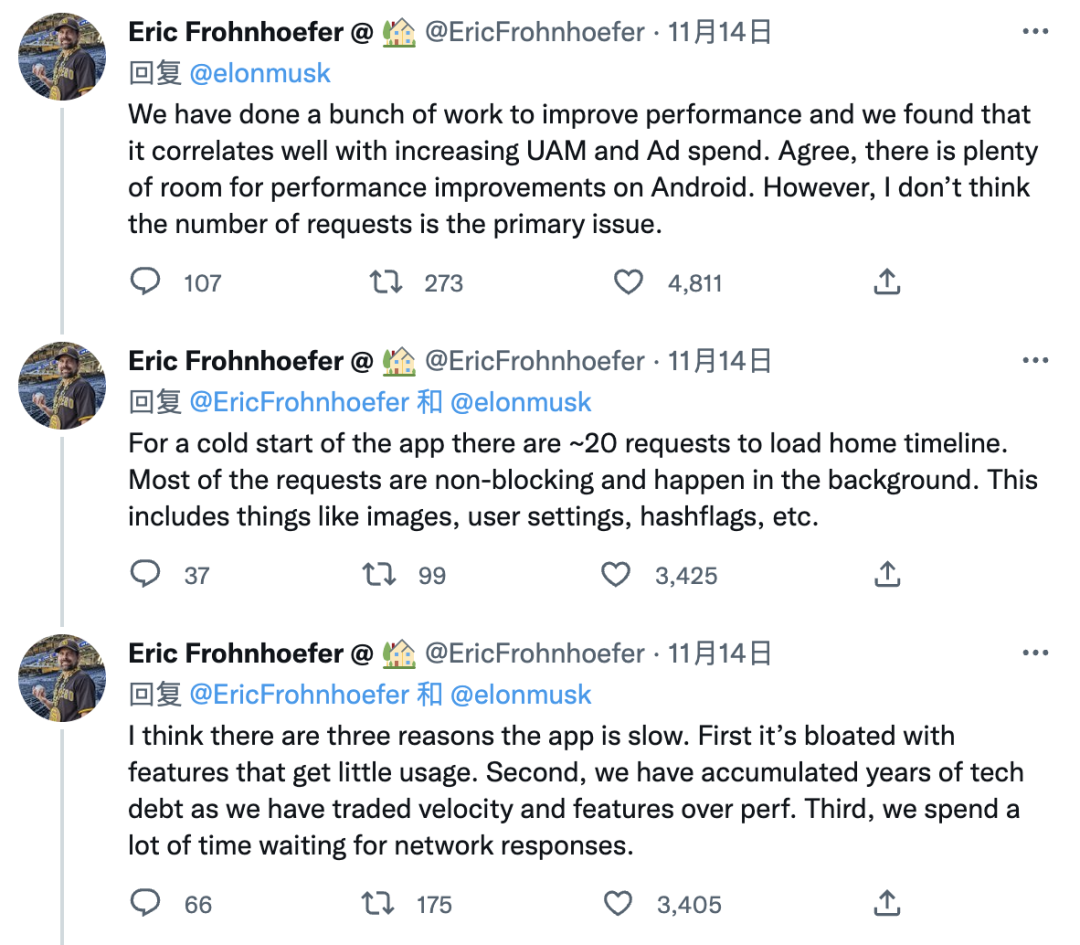 Eric Frohnhoefer @ 🏡 @EricFrohnhoefer · 11月14日
回复 @elonmusk
We have done a bunch of work to improve performance and we found that
it correlates well with increasing UAM and Ad spend. Agree, there is plenty
of room for performance improvements on Android. However, I don’t think
the number of requests is the primary issue.
107 273 4,811
Eric Frohnhoefer @ 🏡 @EricFrohnhoefer · 11月14日
回复 @EricFrohnhoefer 和 @elonmusk
For a cold start of the app there are ~20 requests to load home timeline.
Most of the requests are non-blocking and happen in the background. This
includes things like images, user settings, hashflags, etc.
37 99 3,425
Eric Frohnhoefer @ 🏡 @EricFrohnhoefer · 11月14日
回复 @EricFrohnhoefer 和 @elonmusk
I think there are three reasons the app is slow. First it’s bloated with
features that get little usage. Second, we have accumulated years of tech
debt as we have traded velocity and features over perf. Third, we spend a
lot of time waiting for network responses.
66 175 3,405